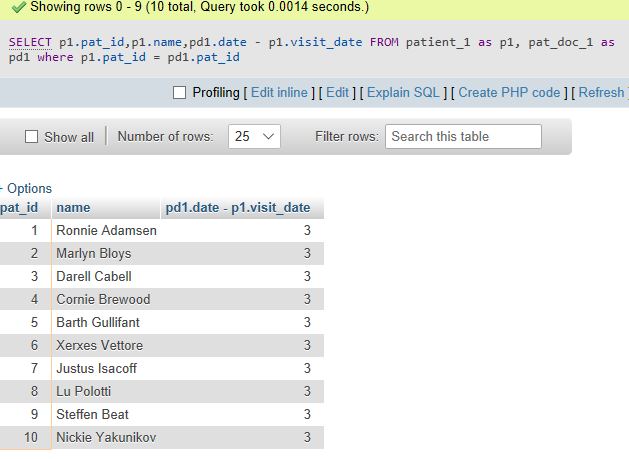 Showing rows 0 - 9 (10 total, Query took 0.0014 seconds.)
SELECT p1.pat_id,p1.name,pd1.date - p1.visit_date FROM patient_1 as p1, pat_doc_1 as
pd1 where p1.pat_id = pd1.pat_id
Profiling [ Edit inline ] [ Edit ] [ Explain SQL ] [ Create PHP code ] [ Refresh ]
Show all Number of rows: 25 Filter rows: Search this table
+ Options
pat_id name pd1.date - p1.visit_date
1 Ronnie Adamsen 3
2 Marlyn Bloys 3
3 Darell Cabell 3
4 Cornie Brewood 3
5 Barth Gullifant 3
6 Xerxes Vettore 3
7 Justus Isacoff 3
8 Lu Polotti 3
9 Steffen Beat 3
10 Nickie Yakunikov 3